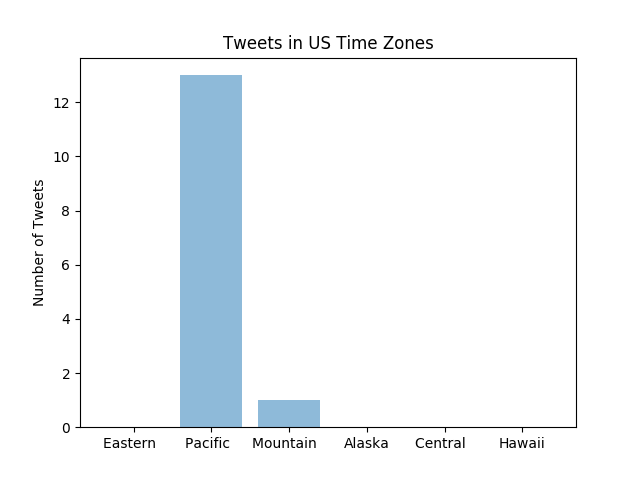 Tweets in US Time Zones
Number of Tweets
12
10
8
6
4
2
0
Eastern Pacific Mountain Alaska Central Hawaii